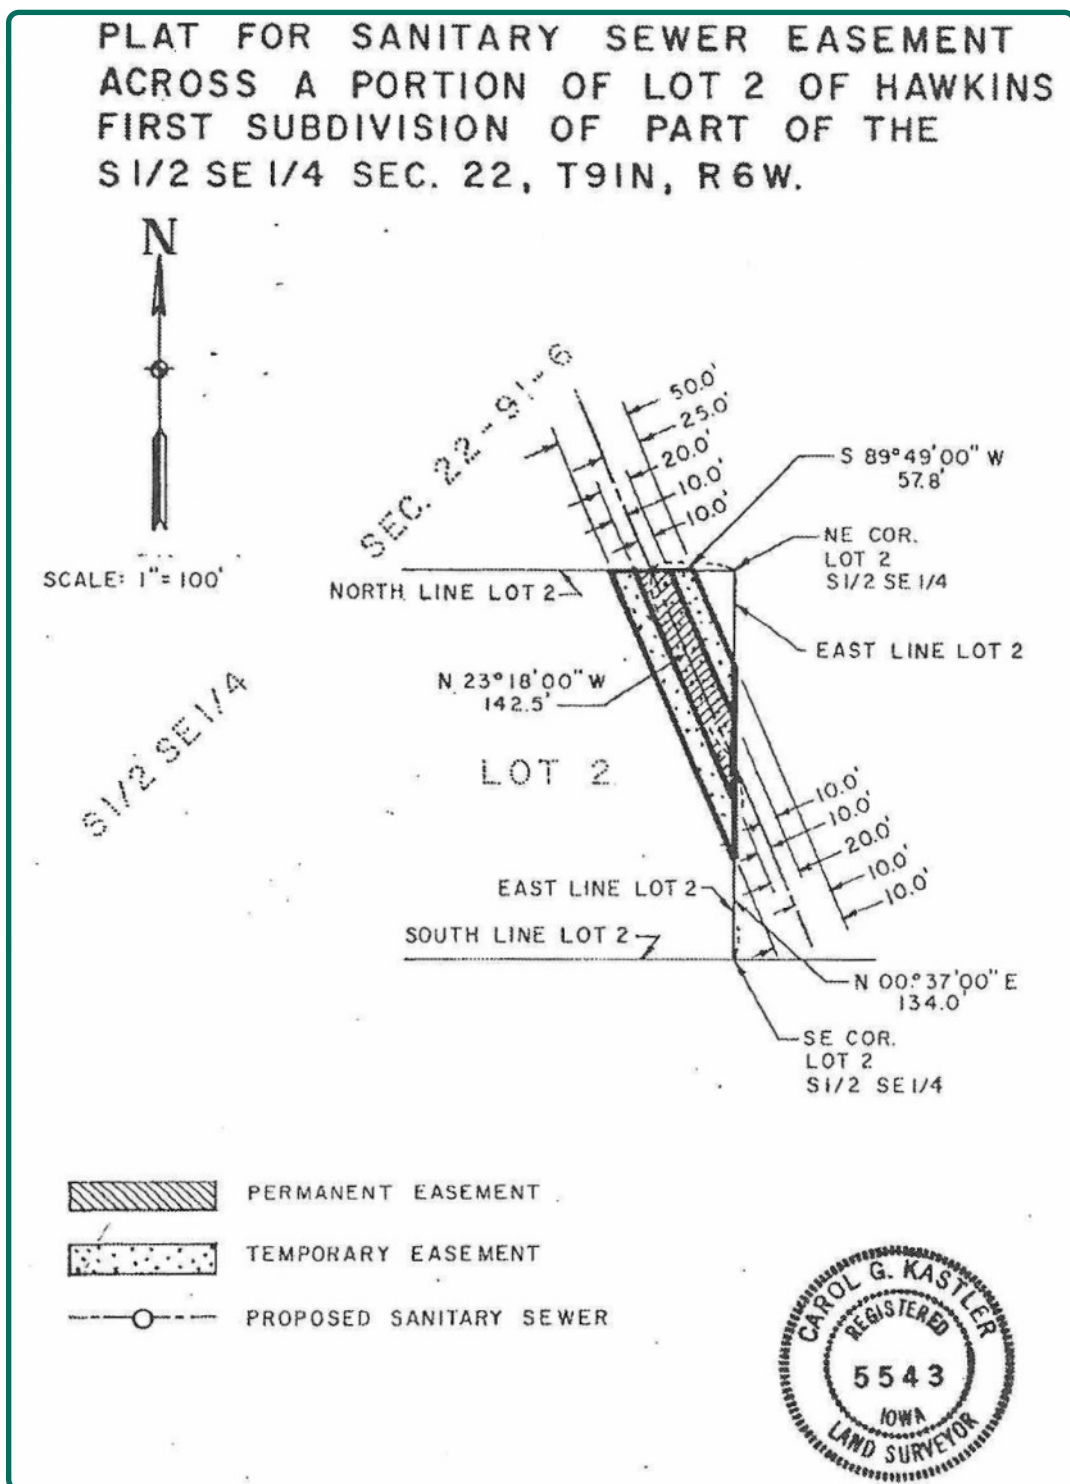 PLAT FOR SANITARY SEWER EASEMENT
ACROSS A PORTION OF LOT 2 OF HAWKINS
FIRST SUBDIVISION OF PART OF THE
S 1/2 SE 1/4 SEC. 22, T91N, R6W.
N
SCALE: 1"= 100'
SEC. 22-91-6
50.0'
25.0'
20.0'
10.0'
10.0'
S 89°49'00" W
57.8'
NE COR.
LOT 2
S1/2 SE 1/4
NORTH LINE LOT 2
EAST LINE LOT 2
N 23°18'00" W
142.5'
S1/2 SE1/4
LOT 2
10.0'
10.0'
20.0'
10.0'
10.0'
EAST LINE LOT 2
SOUTH LINE LOT 2
N 00°37'00" E
134.0'
SE COR.
LOT 2
S1/2 SE 1/4
PERMANENT EASEMENT
TEMPORARY EASEMENT
PROPOSED SANITARY SEWER
CAROL G. KASTLER
REGISTERED
5543
IOWA
LAND SURVEYOR